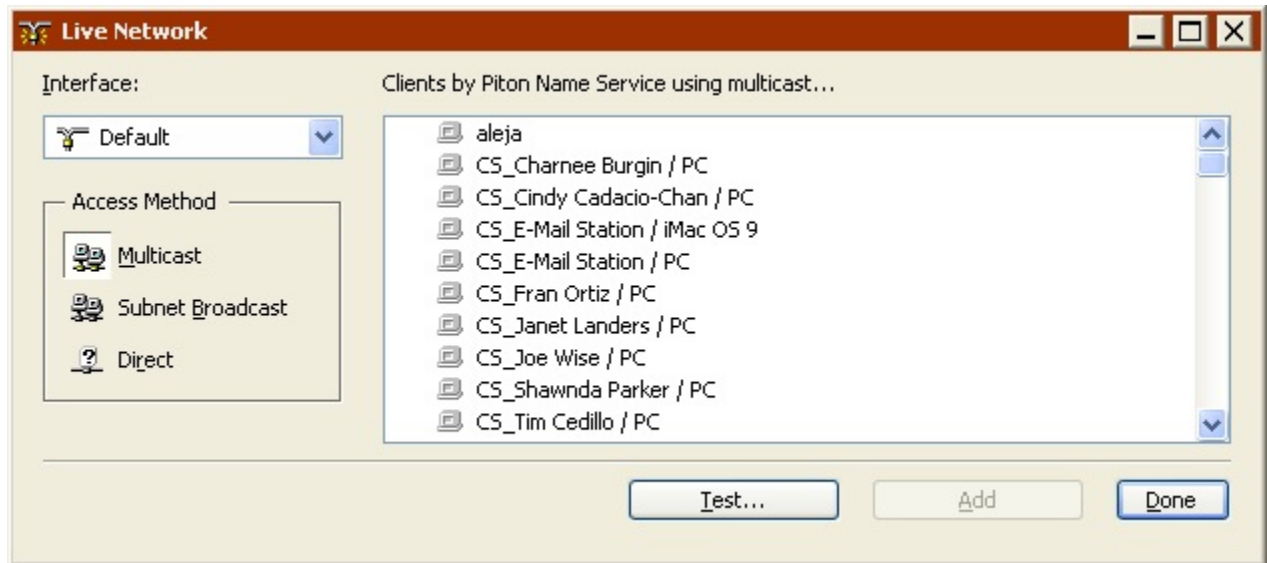 Live Network
Interface:
Default
Access Method
Multicast
Subnet Broadcast
Direct
Clients by Piton Name Service using multicast...
aleja
CS_Charnee Burgin / PC
CS_Cindy Cadacio-Chan / PC
CS_E-Mail Station / iMac OS 9
CS_E-Mail Station / PC
CS_Fran Ortiz / PC
CS_Janet Landers / PC
CS_Joe Wise / PC
CS_Shawnda Parker / PC
CS_Tim Cedillo / PC
Test...
Add
Done